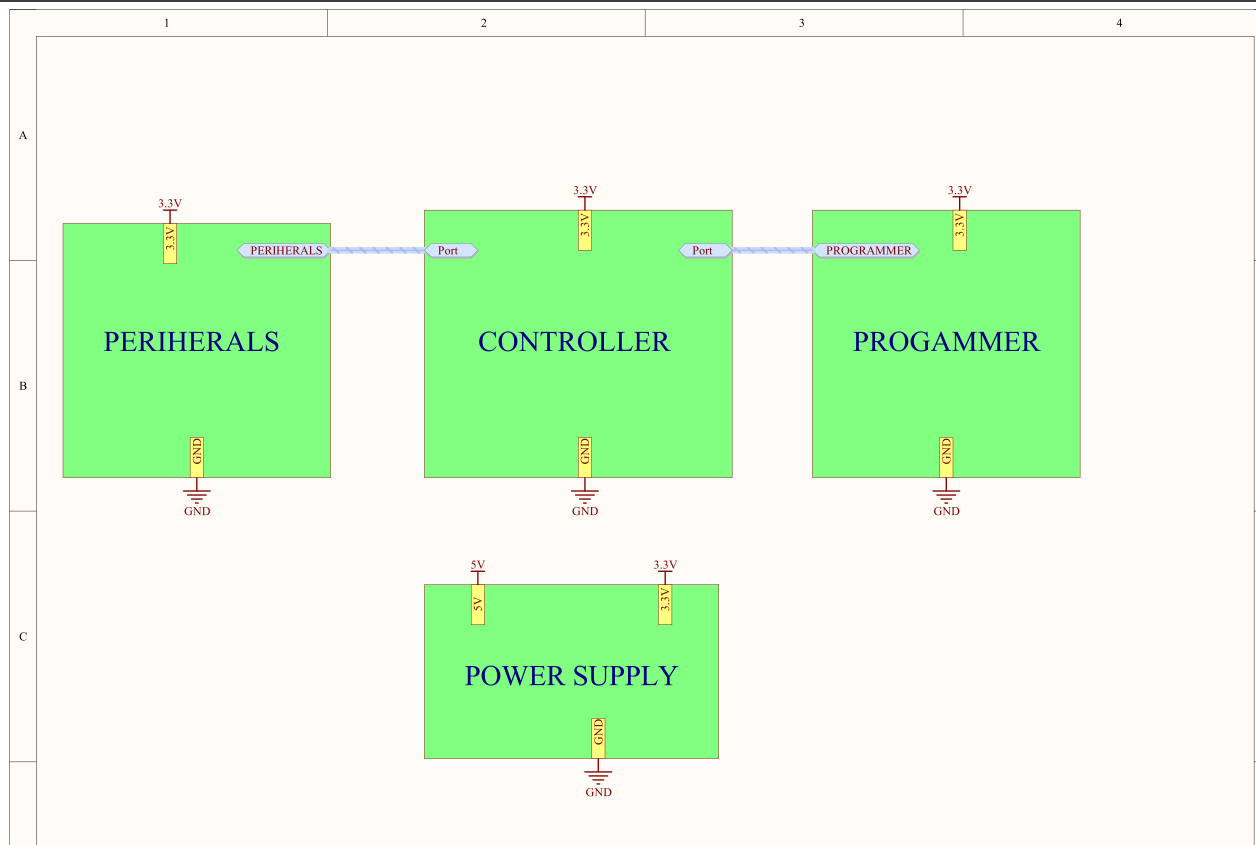 1 2 3 4
A
3.3V 3.3V 3.3V
3.3V 3.3V 3.3V
PERIHERALS Port Port PROGRAMMER
PERIHERALS CONTROLLER PROGAMMER
B
GND GND GND
GND GND GND
5V 3.3V
5V 3.3V
C
POWER SUPPLY
GND
GND